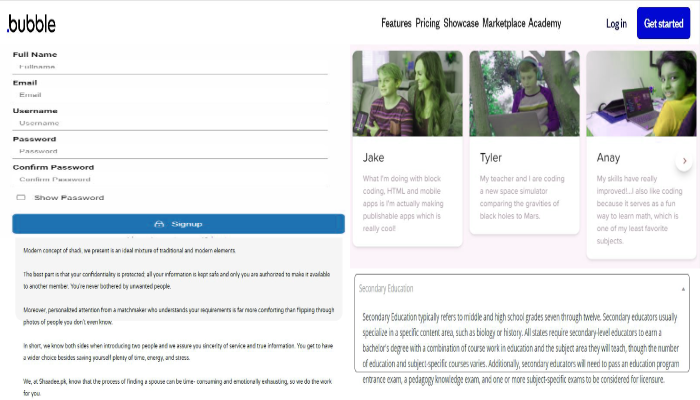 .bubble
Features Pricing Showcase Marketplace Academy
Log in
Get started
Full Name
Fullname
Email
Email
Username
Username
Password
Password
Confirm Password
Confirm Password
Show Password
Signup
Modern concept of shadi, we present is an ideal mixture of traditional and modern elements.
The best part is that your confidentiality is protected; all your information is kept safe and only you are authorized to make it available
to another member. You're never bothered by unwanted people.
Moreover, personalized attention from a matchmaker who understands your requirements is far more comforting than flipping through
photos of people you don't even know.
In short, we know both sides when introducing two people and we assure you sincerity of service and true information. You get to have
a wider choice besides saving yourself plenty of time, energy, and stress.
We, at Shaadee.pk, know that the process of finding a spouse can be time- consuming and emotionally exhausting, so we do the work
for you.
Jake
What I'm doing with block
coding, HTML and mobile
apps is I'm actually making
publishable apps which is
really cool!
Tyler
My teacher and I are coding
a new space simulator
comparing the gravities of
black holes to Mars.
Anay
My skills have really
improved!...I also like coding
because it serves as a fun
way to learn math, which is
one of my least favorite
subjects.
Secondary Education
Secondary Education typically refers to middle and high school grades seven through twelve. Secondary educators usually
specialize in a specific content area, such as biology or history. All states require secondary-level educators to earn a
bachelor's degree with a combination of course work in education and the subject area they will teach, though the number
of education and subject-specific courses varies. Additionally, secondary educators will need to pass an education program
entrance exam, a pedagogy knowledge exam, and one or more subject-specific exams to be considered for licensure.